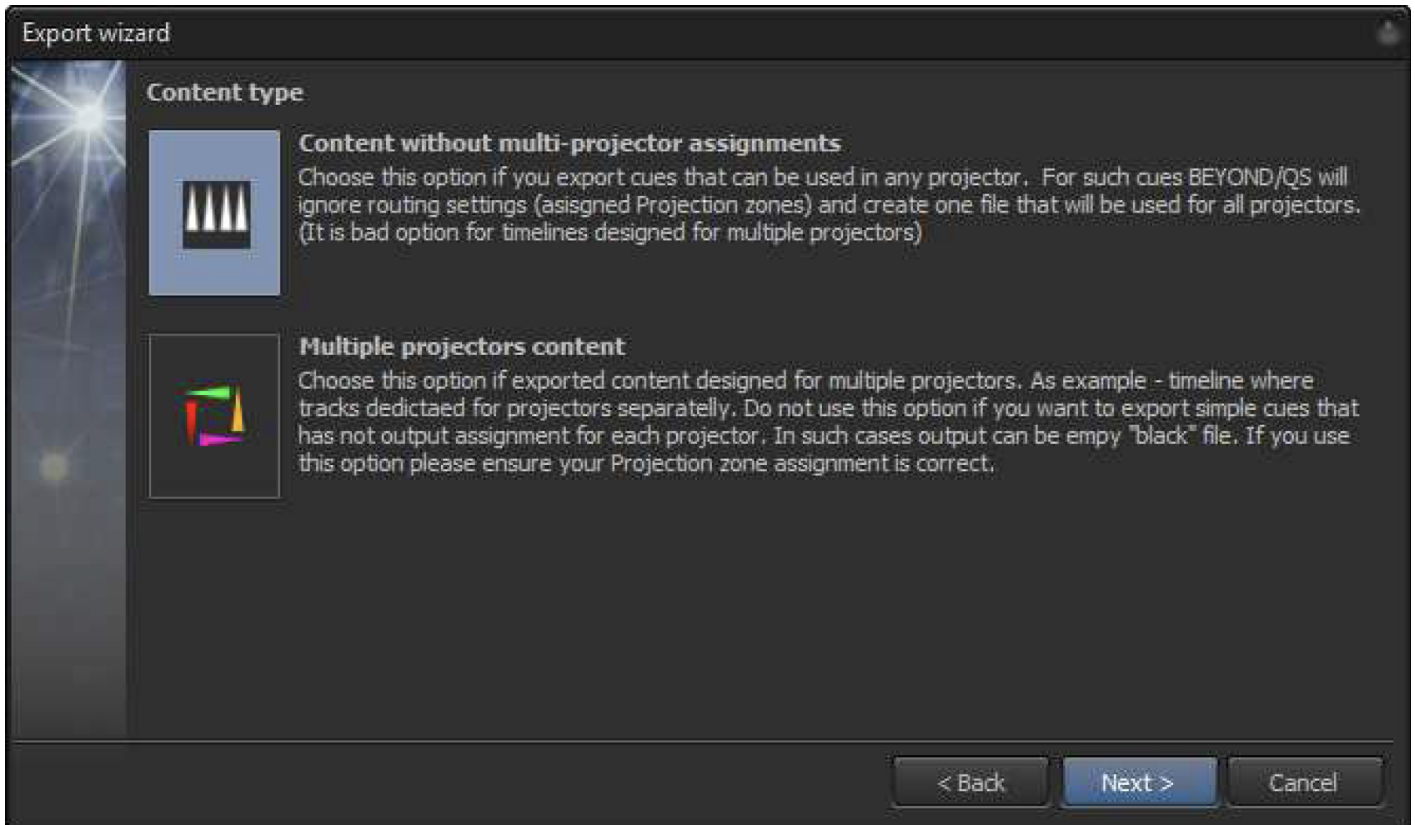 Export wizard
Content type
Content without multi-projector assignments
Choose this option if you export cues that can be used in any projector.  For such cues BEYOND/QS will
ignore routing settings (asisgned Projection zones) and create one file that will be used for all projectors.
(It is bad option for timelines designed for multiple projectors)
Multiple projectors content
Choose this option if exported content designed for multiple projectors. As example - timeline where
tracks dedictaed for projectors separatelly. Do not use this option if you want to export simple cues that
has not output assignment for each projector. In such cases output can be empy "black" file. If you use
this option please ensure your Projection zone assignment is correct.
< Back
Next >
Cancel